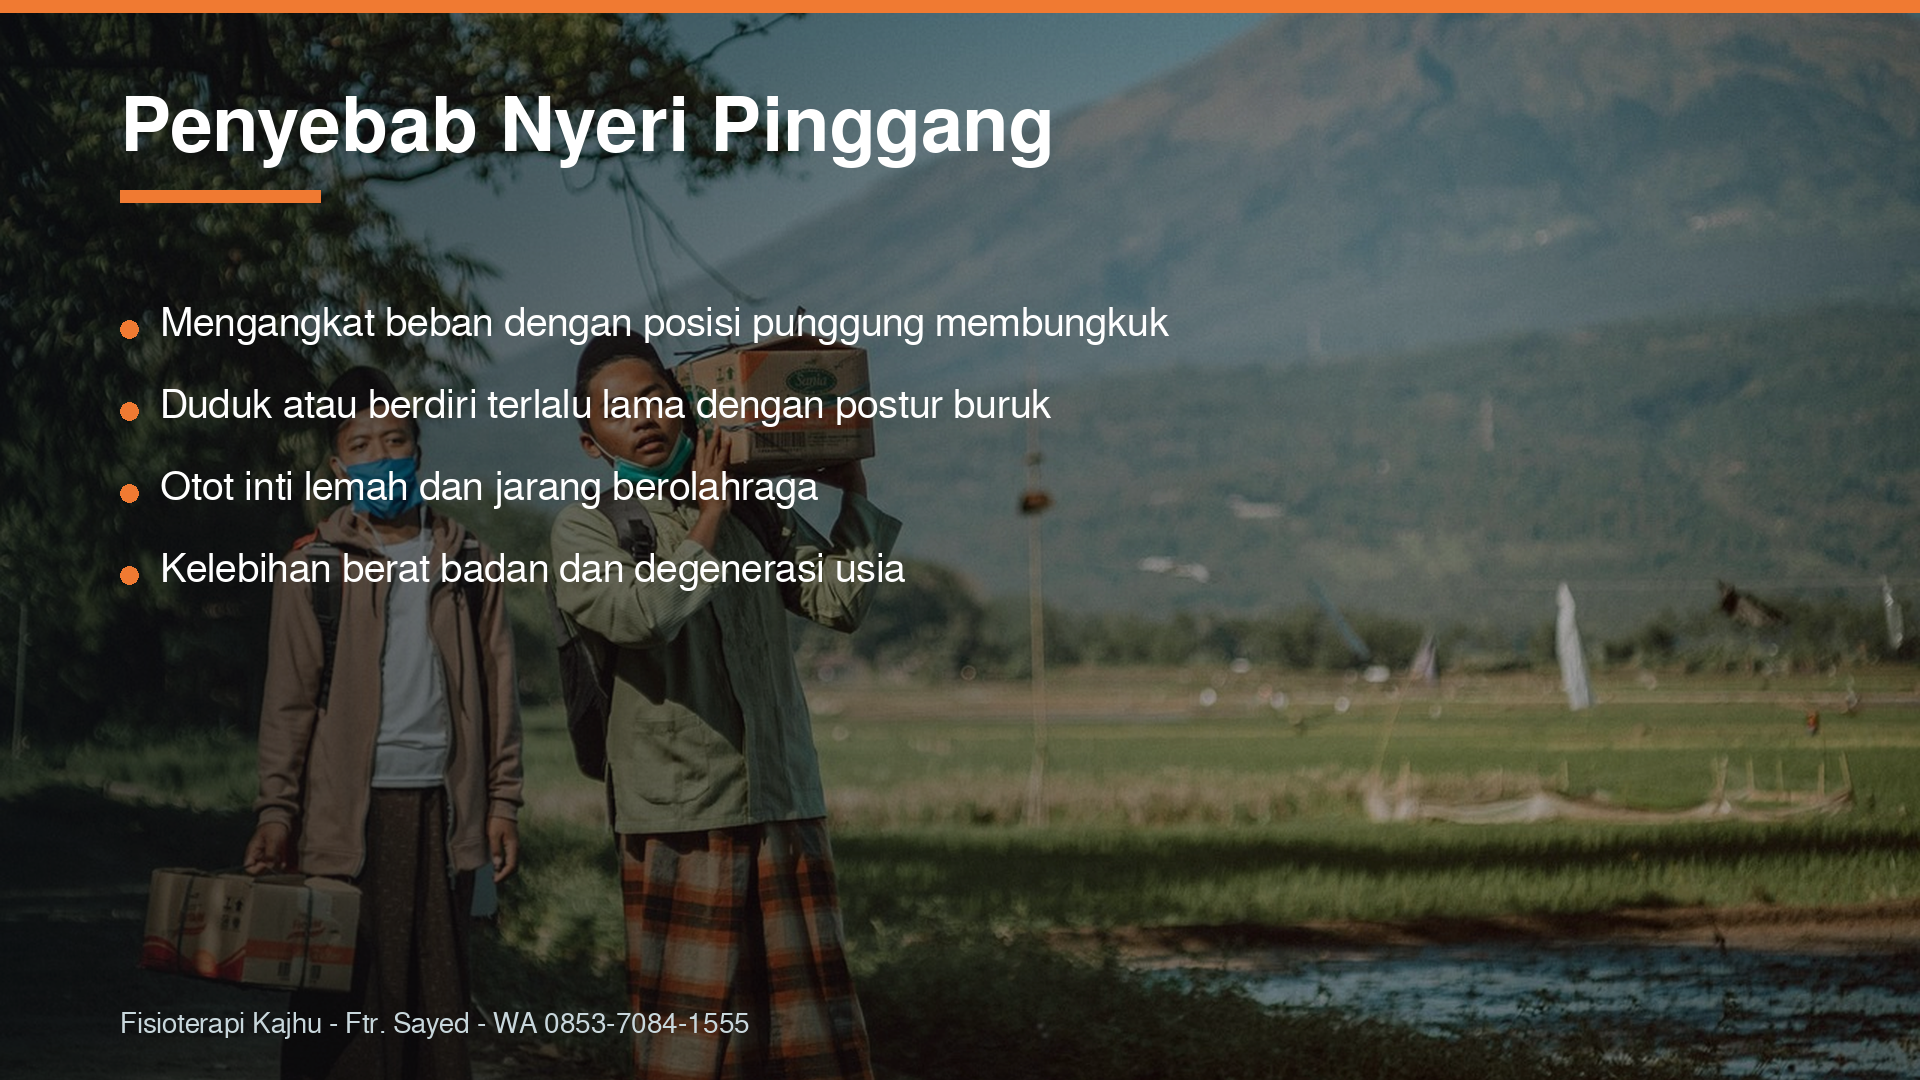 Penyebab Nyeri Pinggang
Mengangkat beban dengan posisi punggung membungkuk
Duduk atau berdiri terlalu lama dengan postur buruk
Otot inti lemah dan jarang berolahraga
Kelebihan berat badan dan degenerasi usia
Sania
Fisioterapi Kajhu - Ftr. Sayed - WA 0853-7084-1555